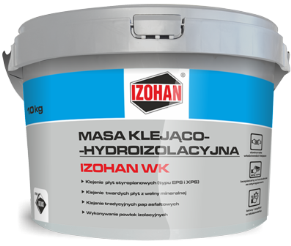 IZOHAN
10kg
MASA KLEJĄCO-
-HYDROIZOLACYJNA
IZOHAN WK
Klejenie płyt styropianowych (typu EPS i XPS)
Klejenie twardych płyt z wełny mineralnej
Klejenie tradycyjnych pap asfaltowych
Wykonywanie powłok izolacyjnych